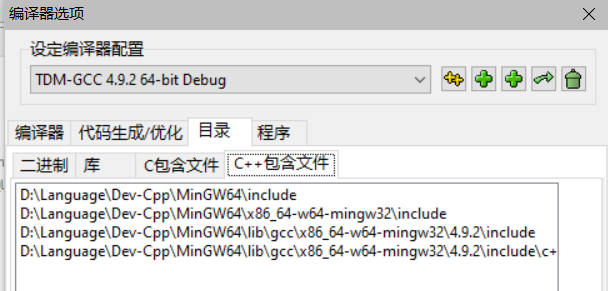 编译器选项
设定编译器配置
TDM-GCC 4.9.2 64-bit Debug
编译器 代码生成/优化 目录 程序
二进制 库 C包含文件 C++包含文件
D:\Language\Dev-Cpp\MinGW64\include
D:\Language\Dev-Cpp\MinGW64\x86_64-w64-mingw32\include
D:\Language\Dev-Cpp\MinGW64\lib\gcc\x86_64-w64-mingw32\4.9.2\include
D:\Language\Dev-Cpp\MinGW64\lib\gcc\x86_64-w64-mingw32\4.9.2\include\c+